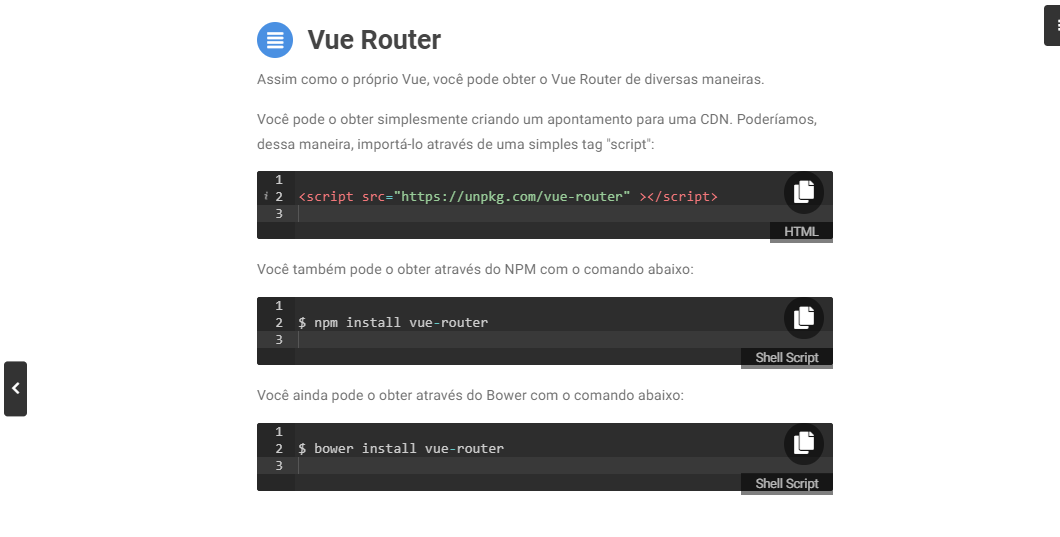 Vue Router
Assim como o próprio Vue, você pode obter o Vue Router de diversas maneiras.
Você pode o obter simplesmente criando um apontamento para uma CDN. Poderíamos,
dessa maneira, importá-lo através de uma simples tag "script":
1
i 2 <script src="https://unpkg.com/vue-router" ></script>
3
HTML
Você também pode o obter através do NPM com o comando abaixo:
1
2 $ npm install vue-router
3
Shell Script
Você ainda pode o obter através do Bower com o comando abaixo:
1
2 $ bower install vue-router
3
Shell Script